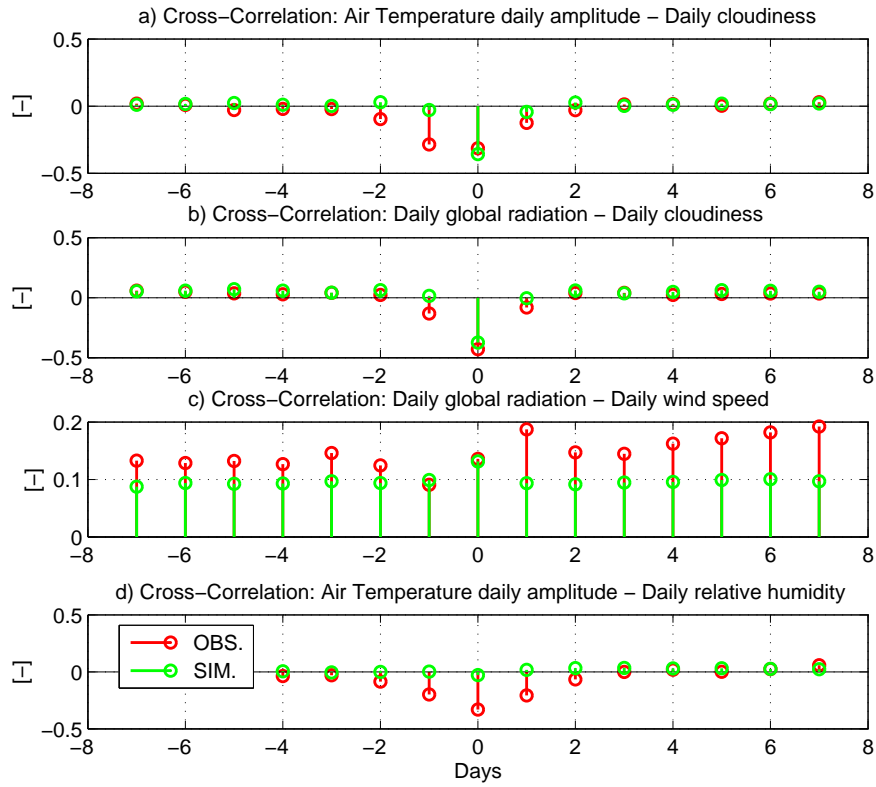 a) Cross−Correlation: Air Temperature daily amplitude − Daily cloudiness
0.5
0
−0.5
[−]
−8 −6 −4 −2 0 2 4 6 8
b) Cross−Correlation: Daily global radiation − Daily cloudiness
0.5
0
−0.5
−8 −6 −4 −2 0 2 4 6 8
c) Cross−Correlation: Daily global radiation − Daily wind speed
0.2
0.1
0
[−]
−8 −6 −4 −2 0 2 4 6 8
d) Cross−Correlation: Air Temperature daily amplitude − Daily relative humidity
0.5
0
−0.5
[−]
OBS.
SIM.
−8 −6 −4 −2 0 2 4 6 8
Days